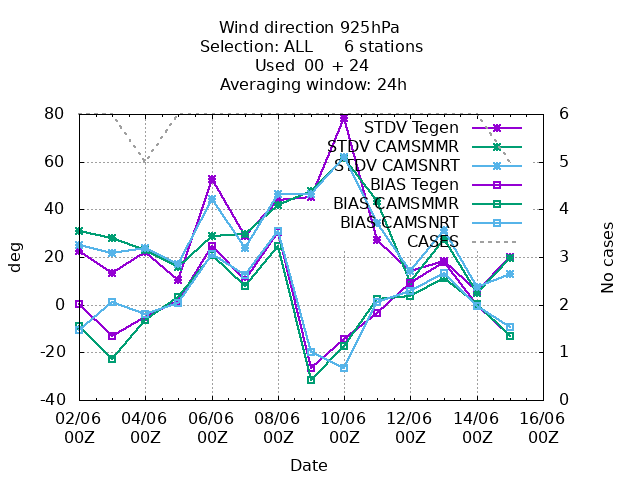 Wind direction 925hPa
Selection: ALL      6 stations
Used  00 + 24
Averaging window: 24h
80 6
STDV Tegen
STDV CAMSMMR
60 5
STDV CAMSNRT
BIAS Tegen
BIAS CAMSMMR
40 4
BIAS CAMSNRT
CASES
20 3
0 2
-20 1
-40 0
deg
No cases
02/06 04/06 06/06 08/06 10/06 12/06 14/06 16/06
00Z 00Z 00Z 00Z 00Z 00Z 00Z 00Z
Date